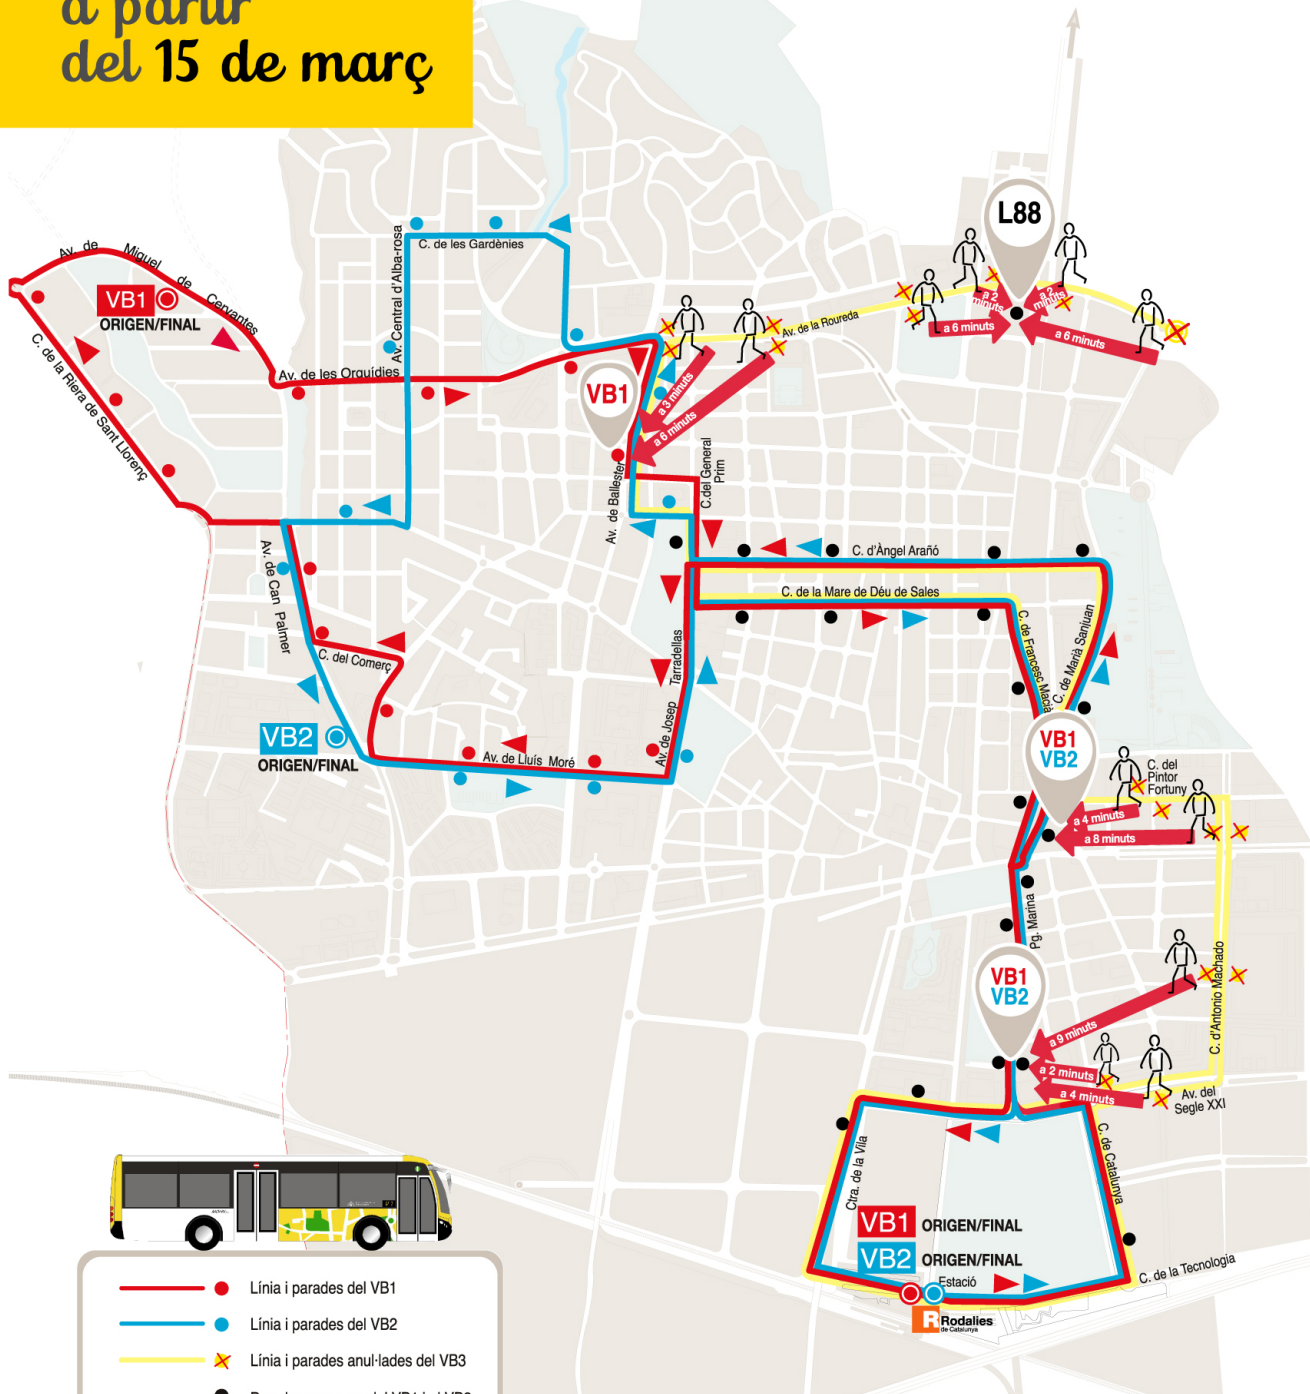 a partir
del 15 de març
L88
Av. de Miguel de Cervantes
C. de les Gardènies
Av. Central d'Alba-rosa
VB1
ORIGEN/FINAL
a 2
minuts
a 2
minuts
a 6 minuts
a 6 minuts
Av. de la Roureda
C. de la Riera de Sant Llorenç
Av. de les Orquídies
VB1
a 3 minuts
a 6 minuts
C.del General
Prim
Av. de Ballester
C. d'Àngel Arañó
Av. de Can Palmer
C. de la Mare de Déu de Sales
C. de Francesc Macià
C. de Marià Sanjuan
C. del Comerç
Av. de Josep Tarradellas
VB2
ORIGEN/FINAL
Av. de Lluís Moré
VB1
VB2
C. del
Pintor
Fortuny
a 4 minuts
a 8 minuts
Pg. Marina
VB1
VB2
C. d'Antonio Machado
a 9 minuts
a 2 minuts
a 4 minuts
Av. del
Segle XXI
Ctra. de la Vila
C. de Catalunya
VB1 ORIGEN/FINAL
VB2 ORIGEN/FINAL
Estació
C. de la Tecnologia
R Rodalies
de Catalunya
Línia i parades del VB1
Línia i parades del VB2
Línia i parades anul·lades del VB3